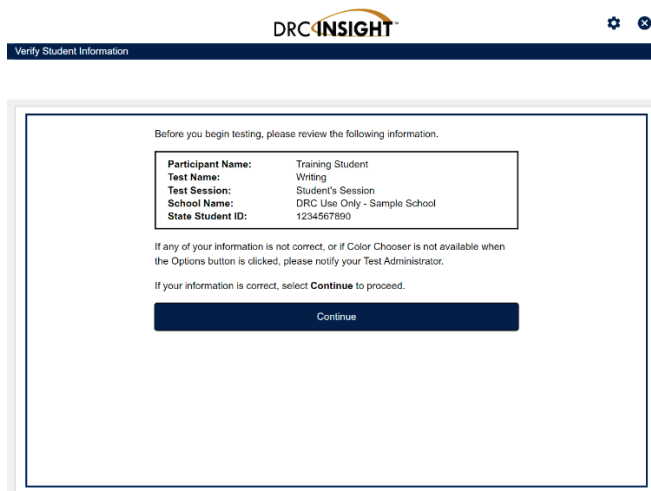 DRC INSIGHT™
Verify Student Information
Before you begin testing, please review the following information.
Participant Name: Training Student
Test Name: Writing
Test Session: Student's Session
School Name: DRC Use Only - Sample School
State Student ID: 1234567890
If any of your information is not correct, or if Color Chooser is not available when
the Options button is clicked, please notify your Test Administrator.
If your information is correct, select Continue to proceed.
Continue